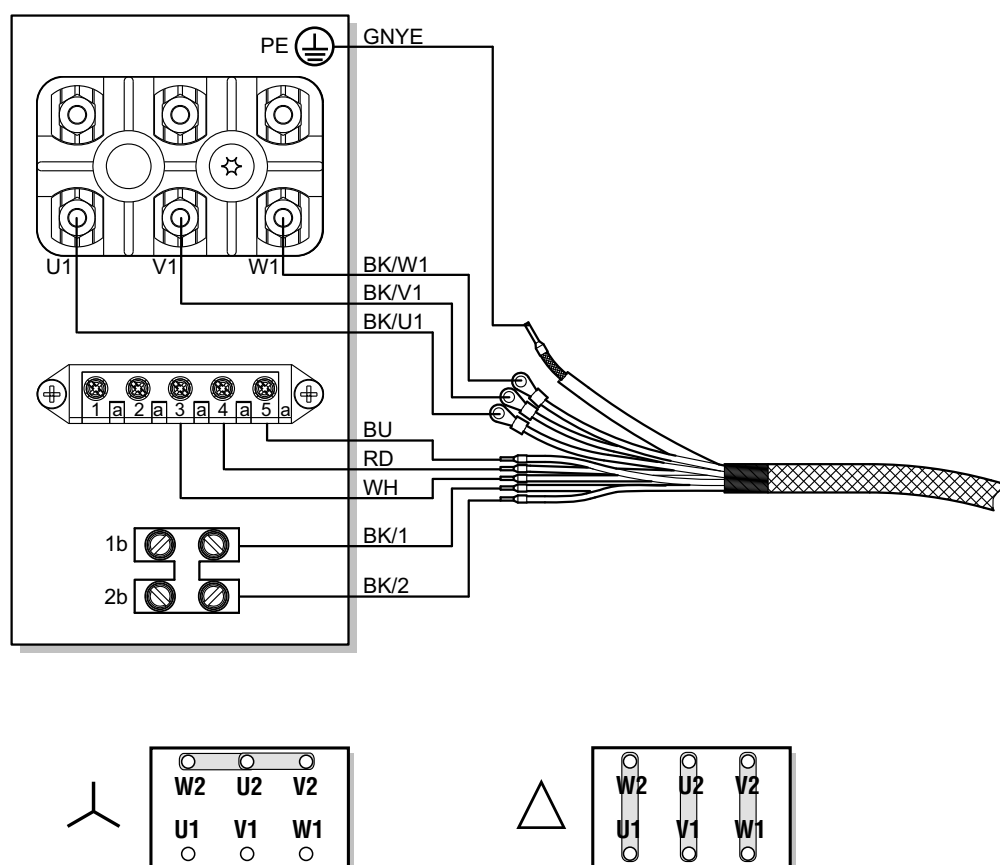 PE GNYE
U1 V1 W1
BK/W1
BK/V1
BK/U1
1 a 2 a 3 a 4 a 5 a
BU
RD
WH
1b BK/1
2b BK/2
W2 U2 V2
U1 V1 W1
W2 U2 V2
U1 V1 W1